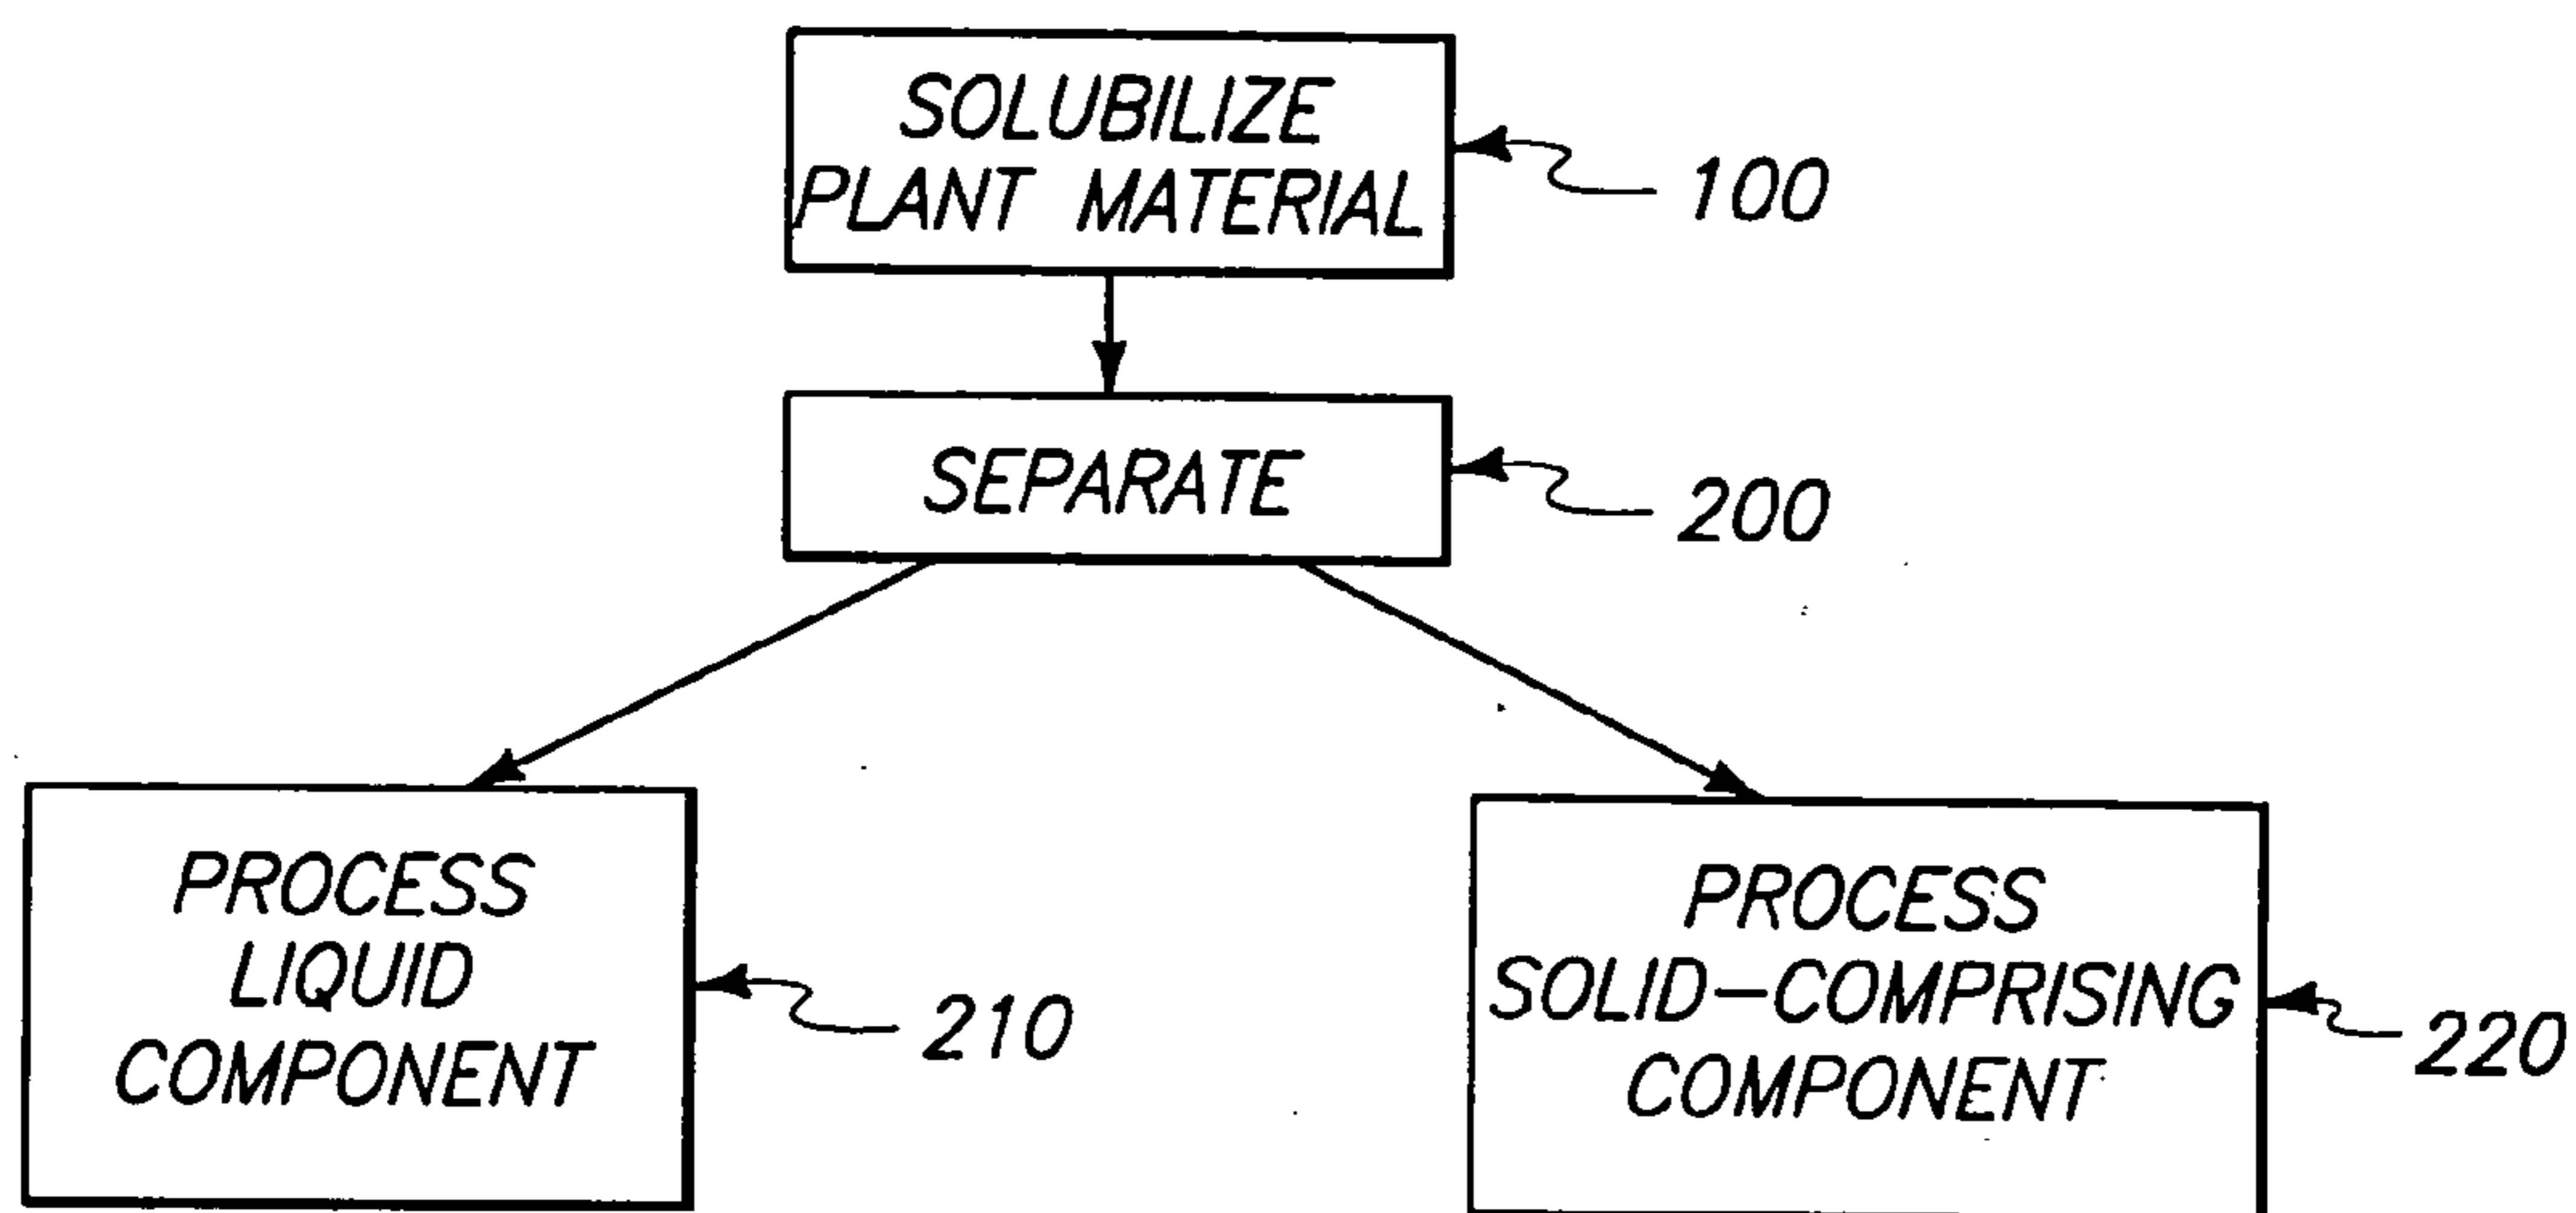 SOLUBILIZE
PLANT MATERIAL
100
SEPARATE
200
PROCESS
LIQUID
COMPONENT
210
PROCESS
SOLID-COMPRISING
COMPONENT
220